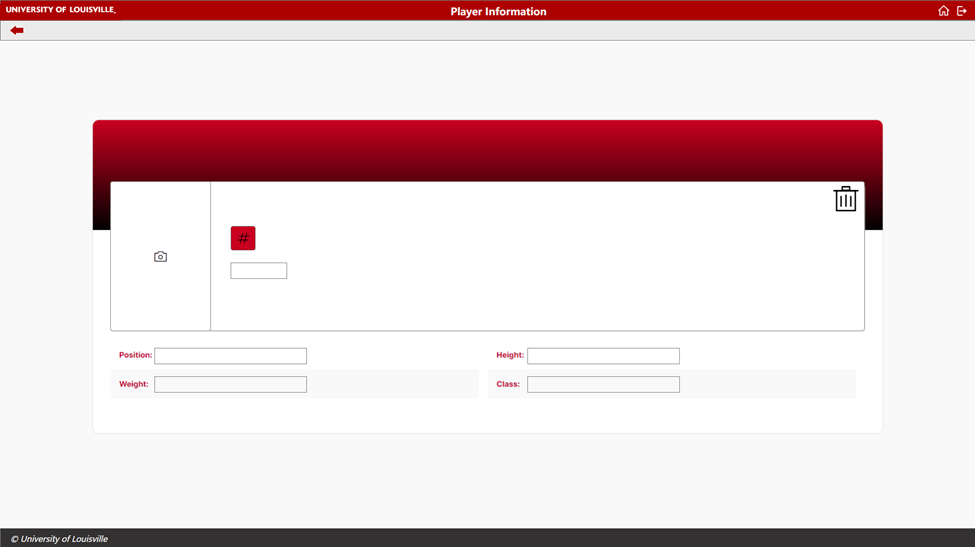 UNIVERSITY OF LOUISVILLE.
Player Information
#
Position:
Height:
Weight:
Class:
© University of Louisville